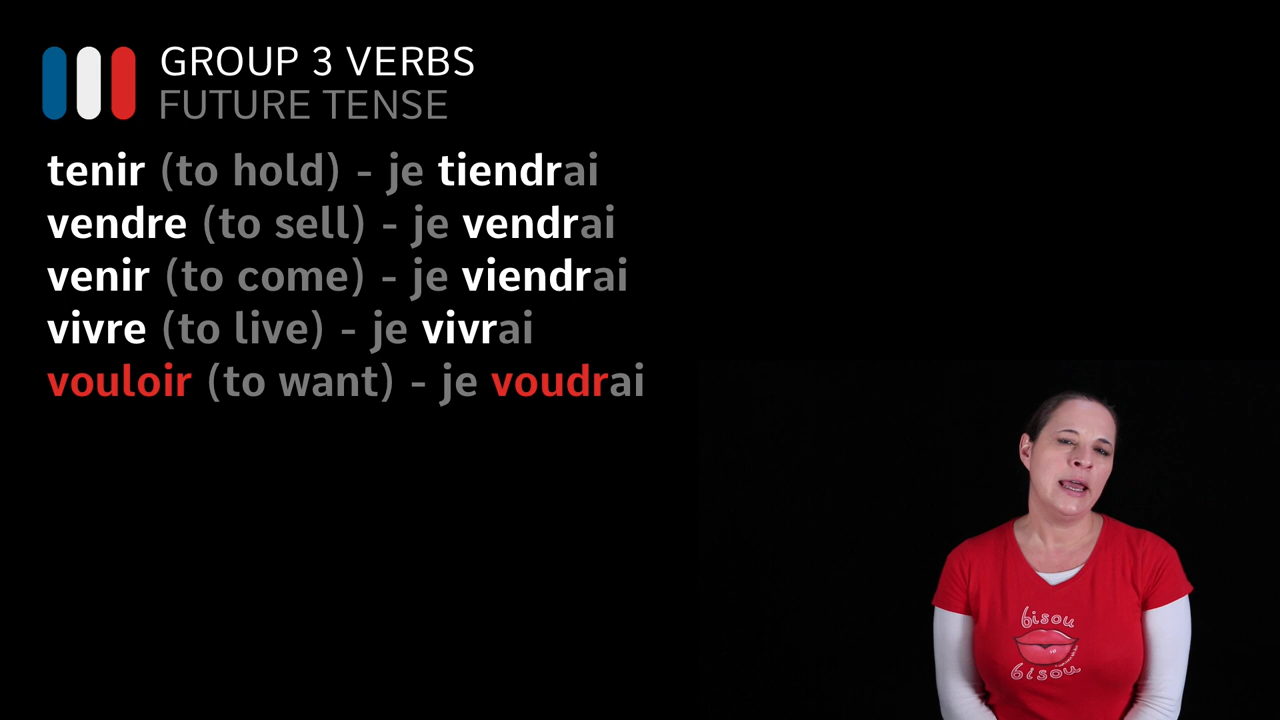 GROUP 3 VERBS
FUTURE TENSE
tenir (to hold) - je tiendrai
vendre (to sell) - je vendrai
venir (to come) - je viendrai
vivre (to live) - je vivrai
vouloir (to want) - je voudrai
bisou
bisou